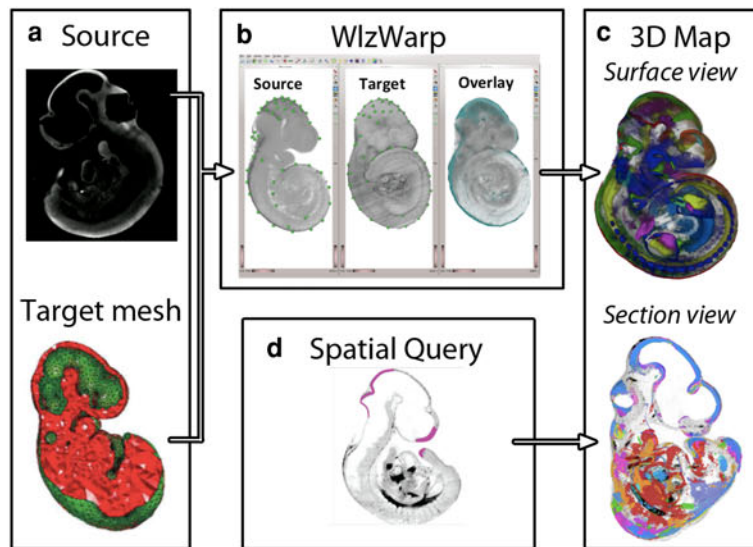 a Source
Target mesh
b WlzWarp
Source Target Overlay
c 3D Map
Surface view
Section view
d Spatial Query